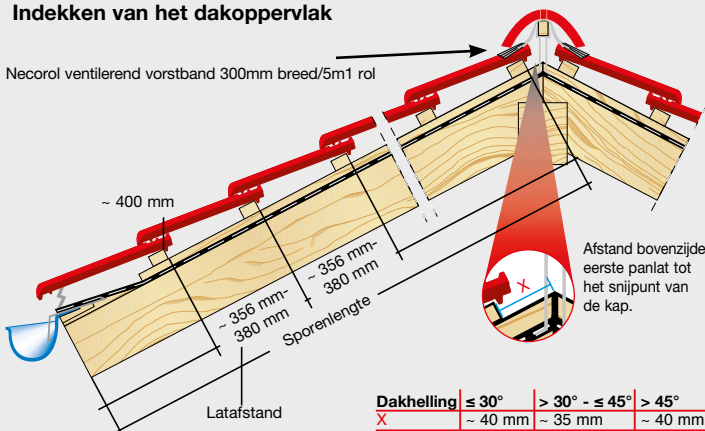 Indekken van het dakoppervlak
Necorol ventilerend vorstband 300mm breed/5m1 rol
~ 400 mm
~ 356 mm-
380 mm
~ 356 mm-
380 mm
Sporenlengte
Latafstand
X
Afstand bovenzijde
eerste panlat tot
het snijpunt van
de kap.
Dakhelling ≤ 30° > 30° - ≤ 45° > 45°
X ~ 40 mm ~ 35 mm ~ 40 mm